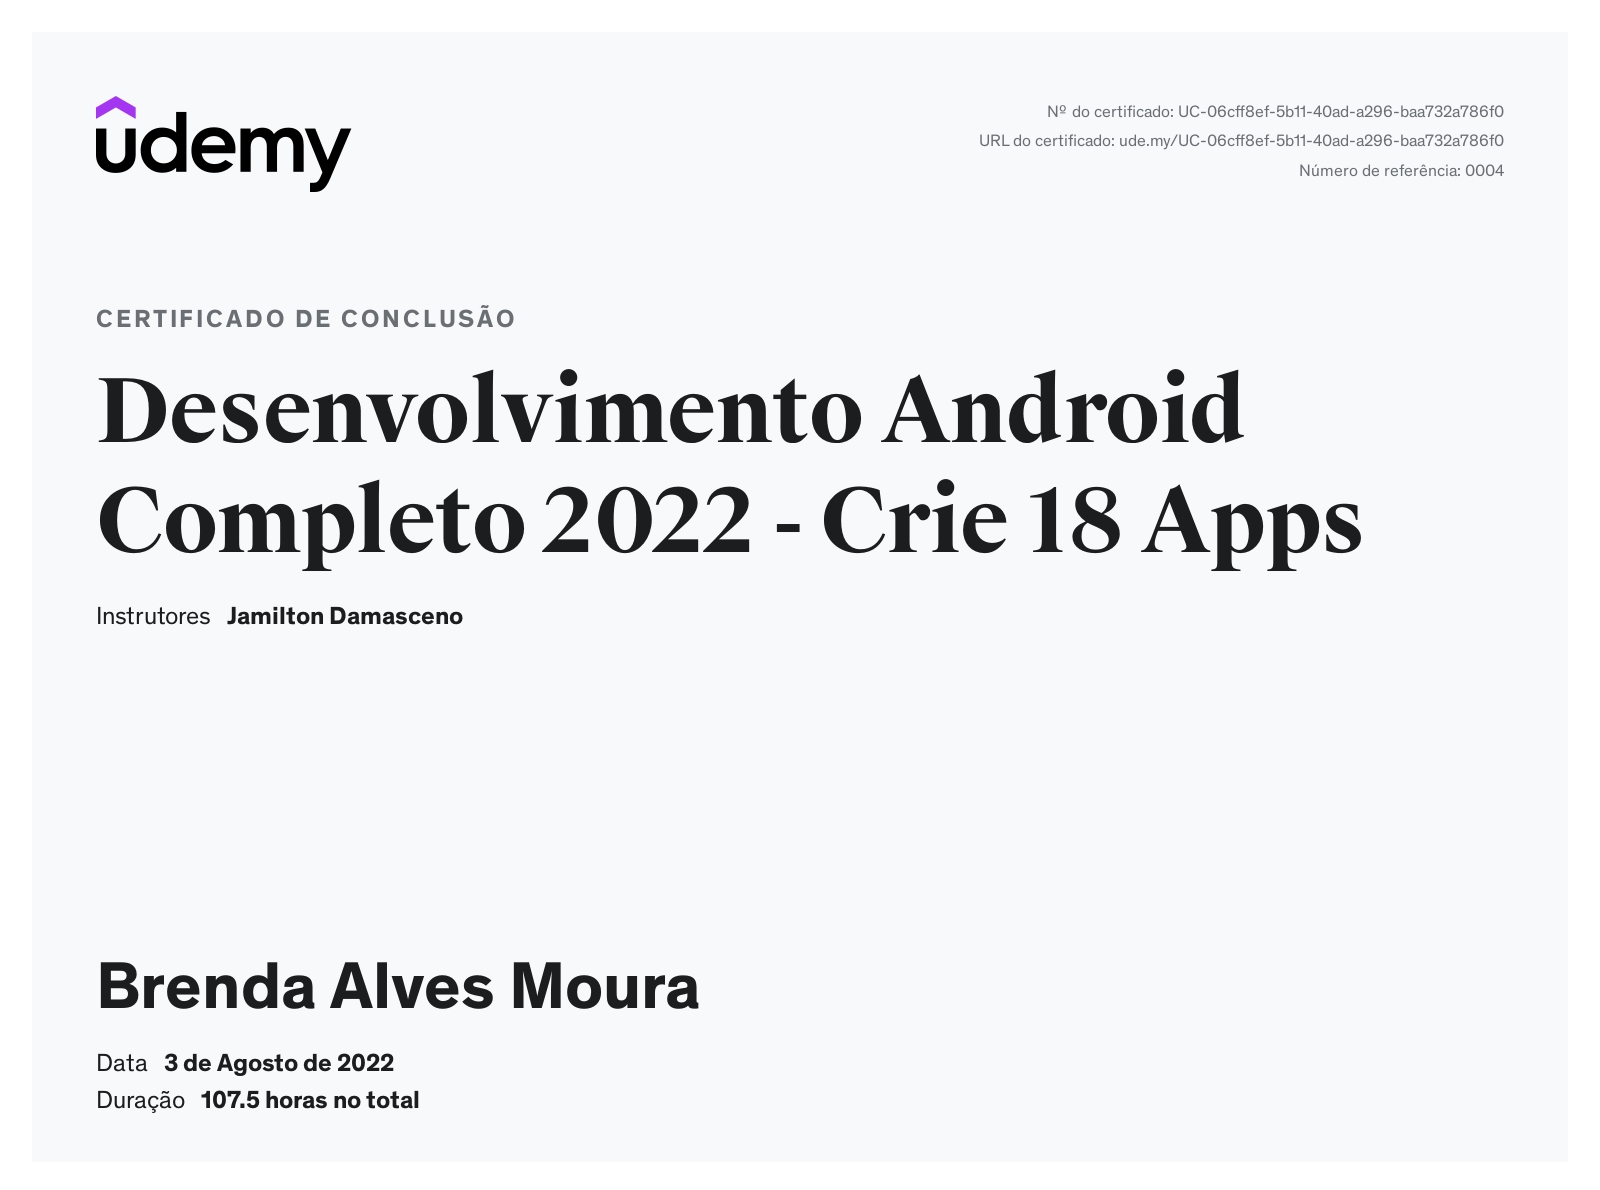 udemy
Nº do certificado: UC-06cff8ef-5b11-40ad-a296-baa732a786f0
URL do certificado: ude.my/UC-06cff8ef-5b11-40ad-a296-baa732a786f0
Número de referência: 0004
CERTIFICADO DE CONCLUSÃO
Desenvolvimento Android
Completo 2022 - Crie 18 Apps
Instrutores Jamilton Damasceno
Brenda Alves Moura
Data 3 de Agosto de 2022
Duração 107.5 horas no total